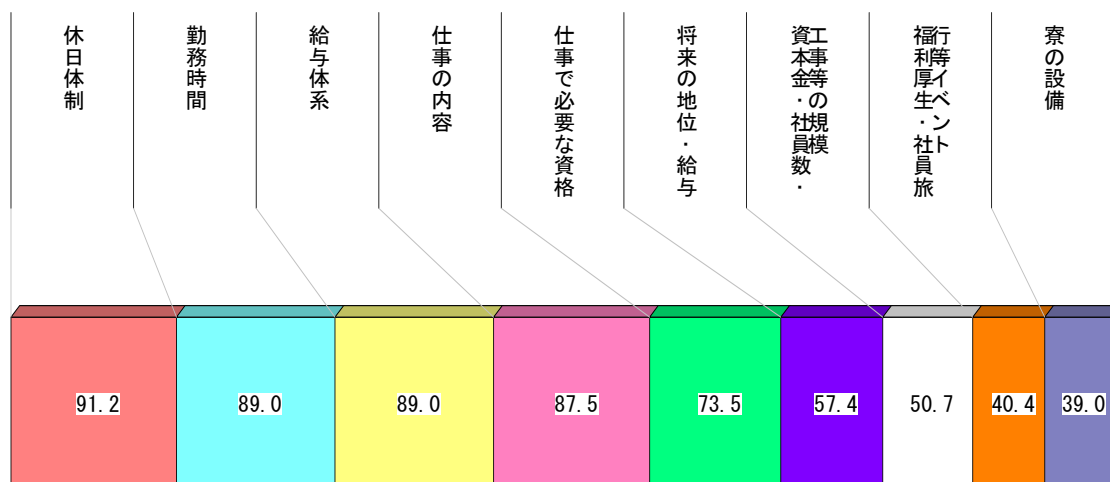 休日体制
勤務時間
給与体系
仕事の内容
仕事で必要な資格
将来の地位・給与
資本金・社員数・
工事等の規模
福利厚生・社員旅
行等イベント
寮の設備
91.2
89.0
89.0
87.5
73.5
57.4
50.7
40.4
39.0